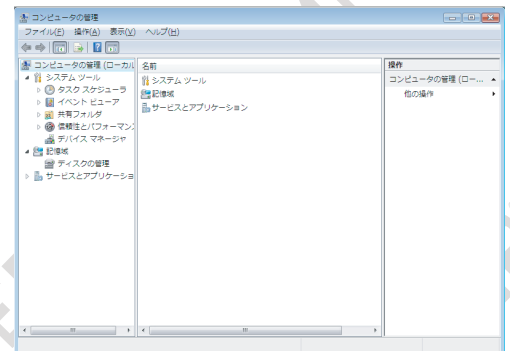 コンピュータの管理
ファイル(F) 操作(A) 表示(V) ヘルプ(H)
コンピュータの管理 (ローカル
システム ツール
タスク スケジューラ
イベント ビューア
共有フォルダ
信頼性とパフォーマンス
デバイス マネージャ
記憶域
ディスクの管理
サービスとアプリケーショ
名前
システム ツール
記憶域
サービスとアプリケーション
操作
コンピュータの管理 (ロー...
他の操作